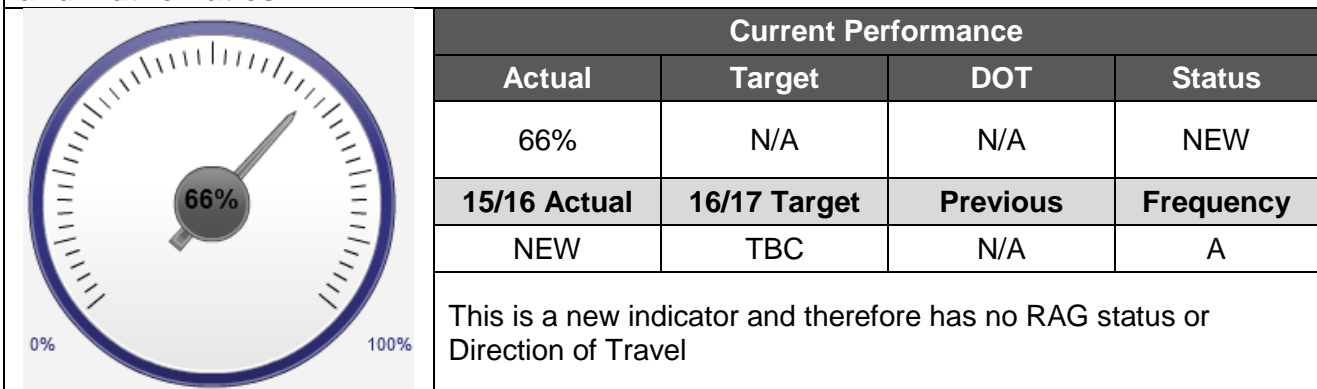 Current Performance
Actual Target DOT Status
66% N/A N/A NEW
15/16 Actual 16/17 Target Previous Frequency
NEW TBC N/A A
This is a new indicator and therefore has no RAG status or
Direction of Travel
66%
0% 100%